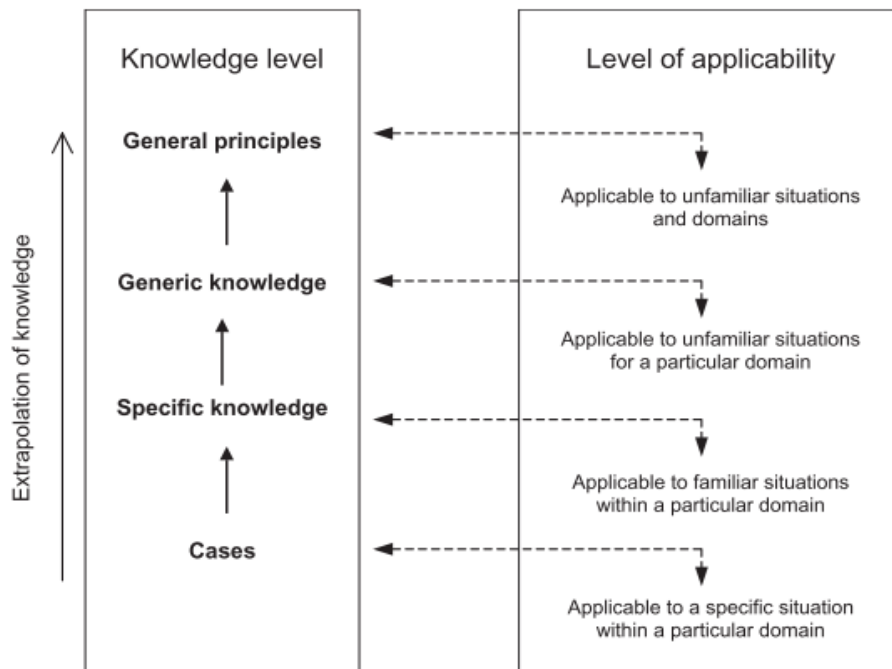 Knowledge level
Level of applicability
General principles
Applicable to unfamiliar situations
and domains
Generic knowledge
Applicable to unfamiliar situations
for a particular domain
Specific knowledge
Applicable to familiar situations
within a particular domain
Cases
Applicable to a specific situation
within a particular domain
Extrapolation of knowledge